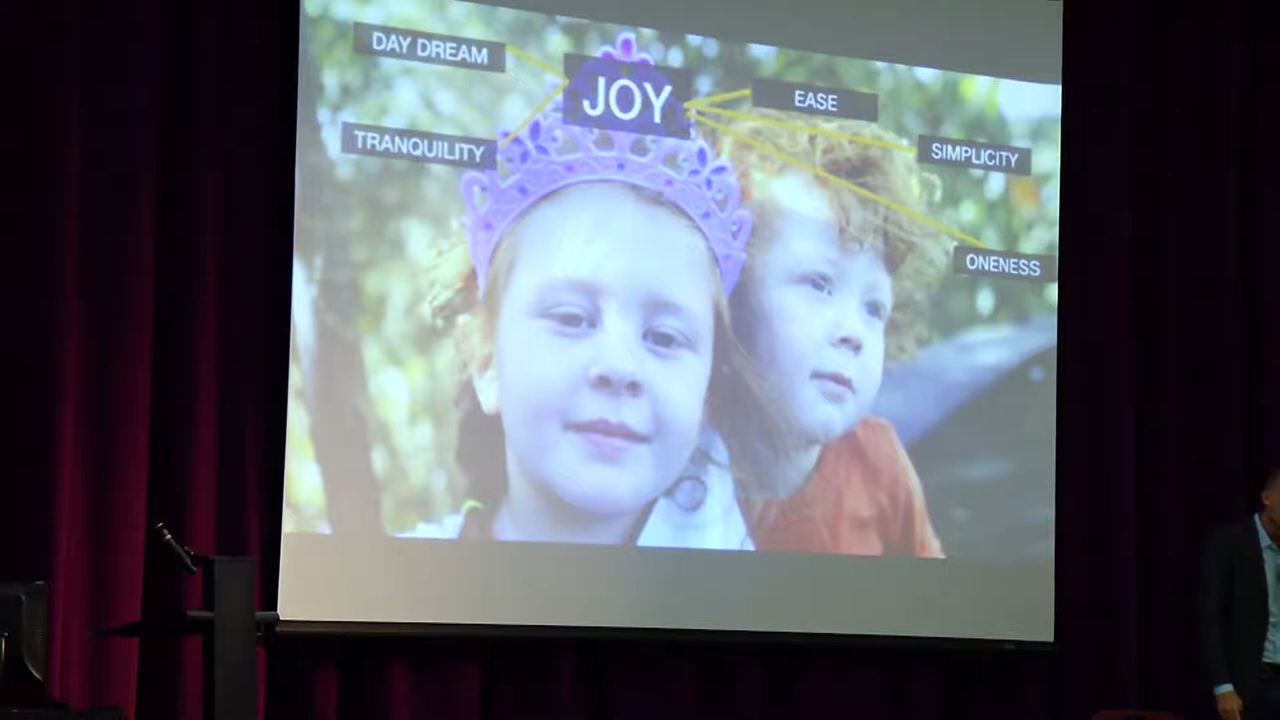 DAY DREAM
JOY
EASE
TRANQUILITY
SIMPLICITY
ONENESS